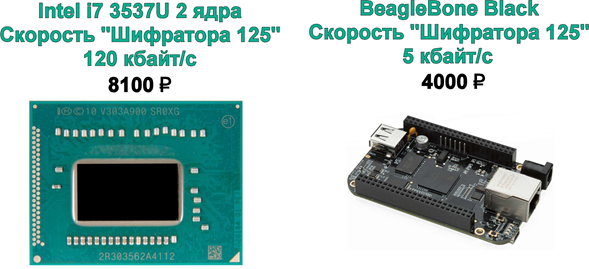 Intel i7 3537U 2 ядра
Скорость "Шифратора 125"
120 кбайт/с
8100 ₽
BeagleBone Black
Скорость "Шифратора 125"
5 кбайт/с
4000 ₽
V303A900 SR0XG
2R303562A4112